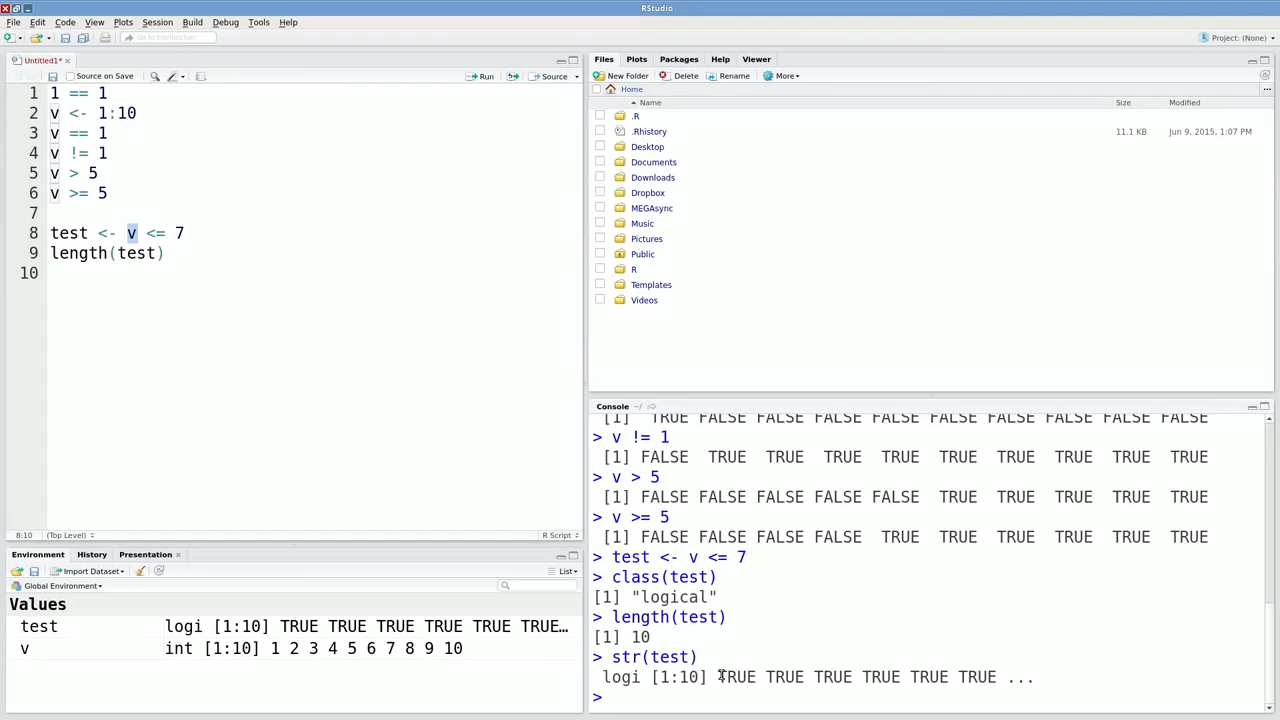 RStudio
File Edit Code View Plots Session Build Debug Tools Help
Go to file/function
Project: (None)
Untitled1*
Source on Save
Run
Source
1 1 == 1
2 v <- 1:10
3 v == 1
4 v != 1
5 v > 5
6 v >= 5
7
8 test <- v <= 7
9 length(test)
10
8:10 (Top Level)
R Script
Environment History Presentation
Import Dataset
List
Global Environment
Values
test logi [1:10] TRUE TRUE TRUE TRUE TRUE TRUE…
v int [1:10] 1 2 3 4 5 6 7 8 9 10
Files Plots Packages Help Viewer
New Folder Delete Rename More
Home
Name Size Modified
.R
.Rhistory 11.1 KB Jun 9, 2015, 1:07 PM
Desktop
Documents
Downloads
Dropbox
MEGAsync
Music
Pictures
Public
R
Templates
Videos
Console ~/
[1] TRUE FALSE FALSE FALSE FALSE FALSE FALSE FALSE FALSE FALSE
> v != 1
[1] FALSE TRUE TRUE TRUE TRUE TRUE TRUE TRUE TRUE TRUE
> v > 5
[1] FALSE FALSE FALSE FALSE FALSE TRUE TRUE TRUE TRUE TRUE
> v >= 5
[1] FALSE FALSE FALSE FALSE TRUE TRUE TRUE TRUE TRUE TRUE
> test <- v <= 7
> class(test)
[1] "logical"
> length(test)
[1] 10
> str(test)
logi [1:10] TRUE TRUE TRUE TRUE TRUE TRUE ...
>